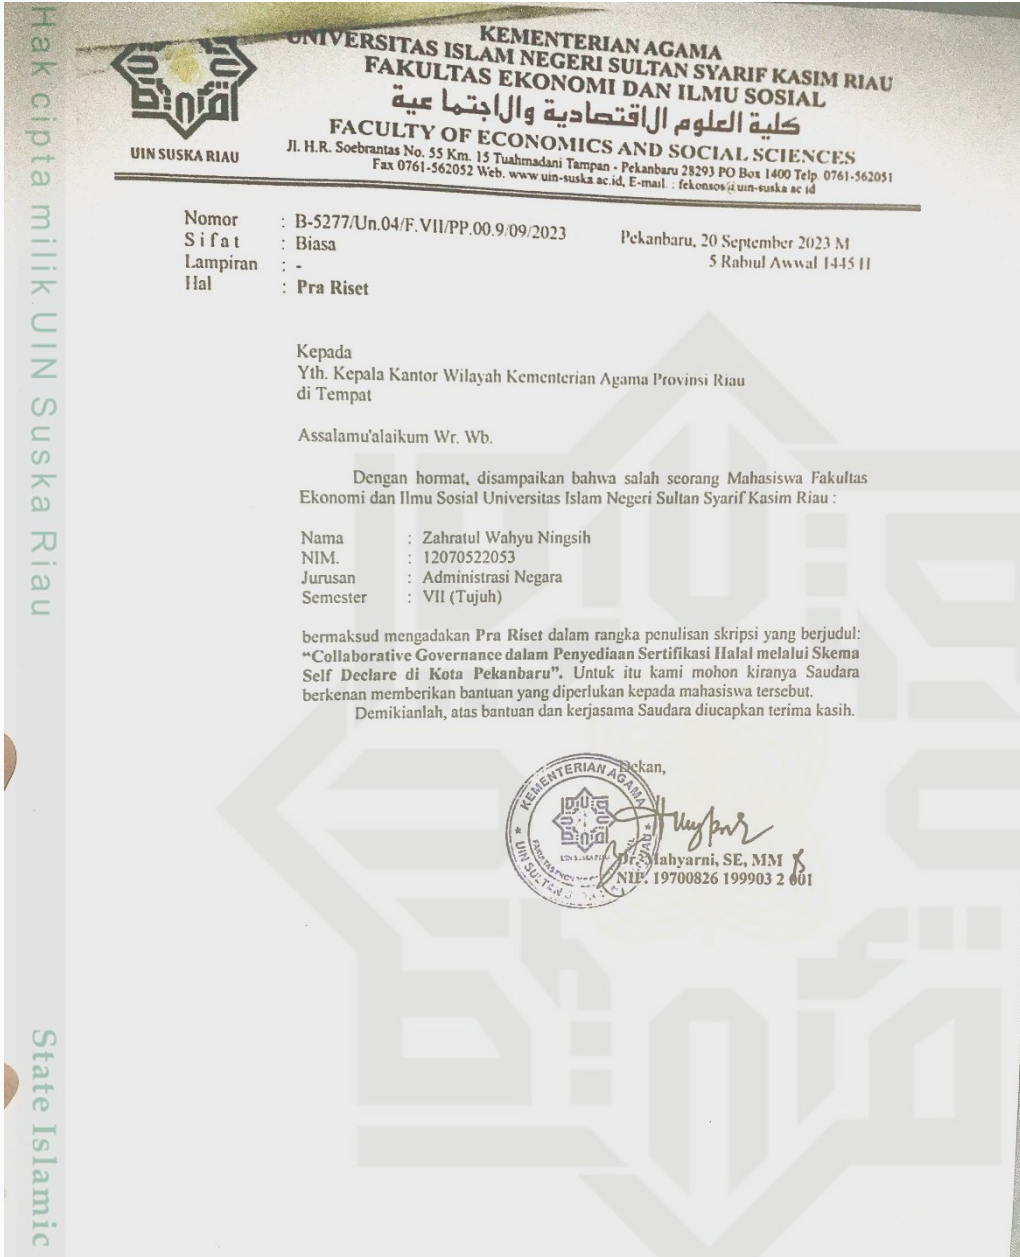 Hak cipta milik UIN Suska Riau
State Islamic
UIN SUSKA RIAU
KEMENTERIAN AGAMA
UNIVERSITAS ISLAM NEGERI SULTAN SYARIF KASIM RIAU
FAKULTAS EKONOMI DAN ILMU SOSIAL
كلية العلوم الاقتصادية والاجتماعية
FACULTY OF ECONOMICS AND SOCIAL SCIENCES
Jl. H.R. Soebrantas No. 55 Km. 15 Tuahmadani Tampan - Pekanbaru 28293 PO Box 1400 Telp. 0761-562051
Fax 0761-562052 Web. www.uin-suska ac.id, E-mail. : fekonsos@uin-suska ac id
Nomor : B-5277/Un.04/F.VII/PP.00.9/09/2023
Pekanbaru, 20 September 2023 M
Sifat : Biasa
5 Rabiul Awwal 1445 H
Lampiran : -
Hal : Pra Riset
Kepada
Yth. Kepala Kantor Wilayah Kementerian Agama Provinsi Riau
di Tempat
Assalamu'alaikum Wr. Wb.
Dengan hormat, disampaikan bahwa salah seorang Mahasiswa Fakultas
Ekonomi dan Ilmu Sosial Universitas Islam Negeri Sultan Syarif Kasim Riau :
Nama : Zahratul Wahyu Ningsih
NIM. : 12070522053
Jurusan : Administrasi Negara
Semester : VII (Tujuh)
bermaksud mengadakan Pra Riset dalam rangka penulisan skripsi yang berjudul:
“Collaborative Governance dalam Penyediaan Sertifikasi Halal melalui Skema
Self Declare di Kota Pekanbaru”. Untuk itu kami mohon kiranya Saudara
berkenan memberikan bantuan yang diperlukan kepada mahasiswa tersebut.
Demikianlah, atas bantuan dan kerjasama Saudara diucapkan terima kasih.
Dekan,
KEMENTERIAN AGAMA
UIN SULTAN
Dr. Mahyarni, SE, MM
NIP. 19700826 199903 2 001